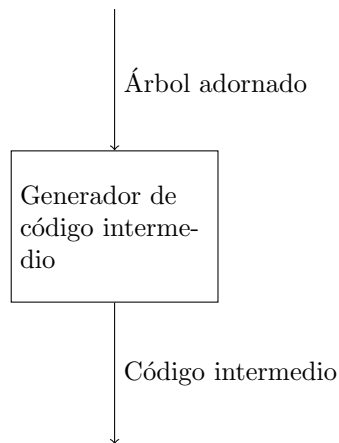 Árbol adornado
Generador de
código interme-
dio
Código intermedio